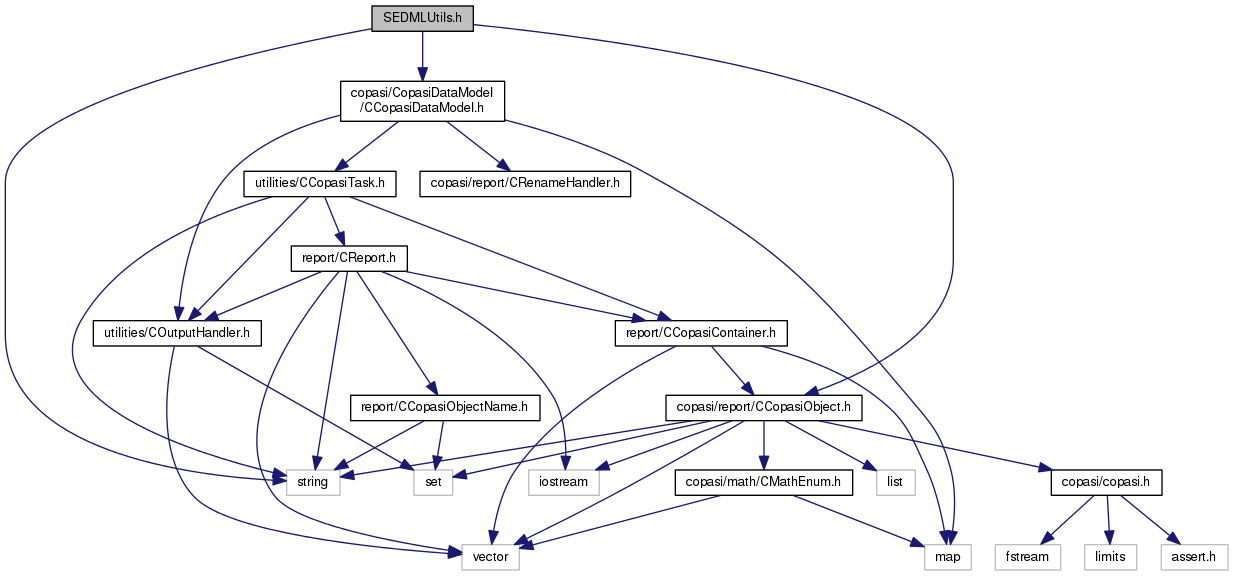 SEDMLUtils.h
copasi/CopasiDataModel
/CCopasiDataModel.h
utilities/CCopasiTask.h
copasi/report/CRenameHandler.h
report/CReport.h
utilities/COutputHandler.h
report/CCopasiContainer.h
report/CCopasiObjectName.h
copasi/report/CCopasiObject.h
string
set
iostream
copasi/math/CMathEnum.h
list
copasi/copasi.h
vector
map
fstream
limits
assert.h